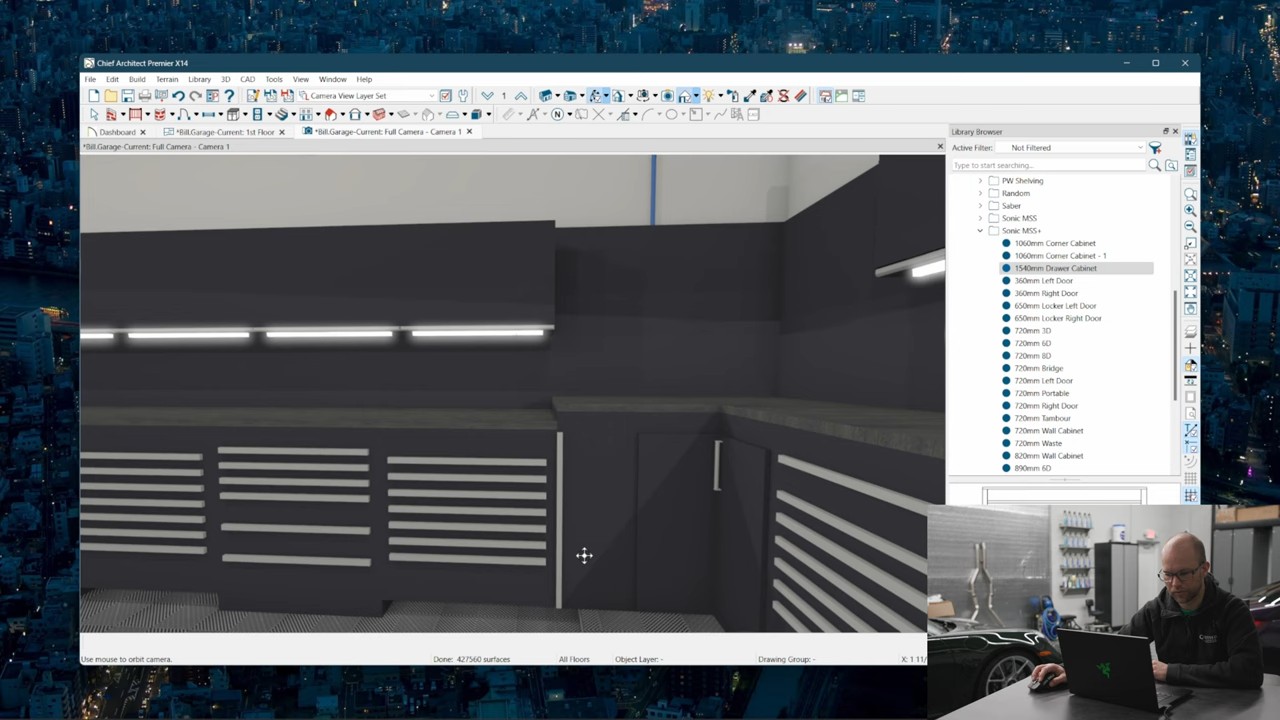 Chief Architect Premier X14
File Edit Build Terrain Library 3D CAD Tools View Window Help
Camera View Layer Set 1
Dashboard *Bill.Garage-Current: 1st Floor *Bill.Garage-Current: Full Camera - Camera 1
*Bill.Garage-Current: Full Camera - Camera 1
Library Browser
Active Filter: Not Filtered
Type to start searching...
PW Shelving
Random
Saber
Sonic MSS
Sonic MSS+
1060mm Corner Cabinet
1060mm Corner Cabinet - 1
1540mm Drawer Cabinet
360mm Left Door
360mm Right Door
650mm Locker Left Door
650mm Locker Right Door
720mm 3D
720mm 6D
720mm 8D
720mm Bridge
720mm Left Door
720mm Portable
720mm Right Door
720mm Tambour
720mm Wall Cabinet
720mm Waste
820mm Wall Cabinet
890mm 6D
Use mouse to orbit camera. Done: 427560 surfaces All Floors Object Layer: - Drawing Group: - X: 1 11/